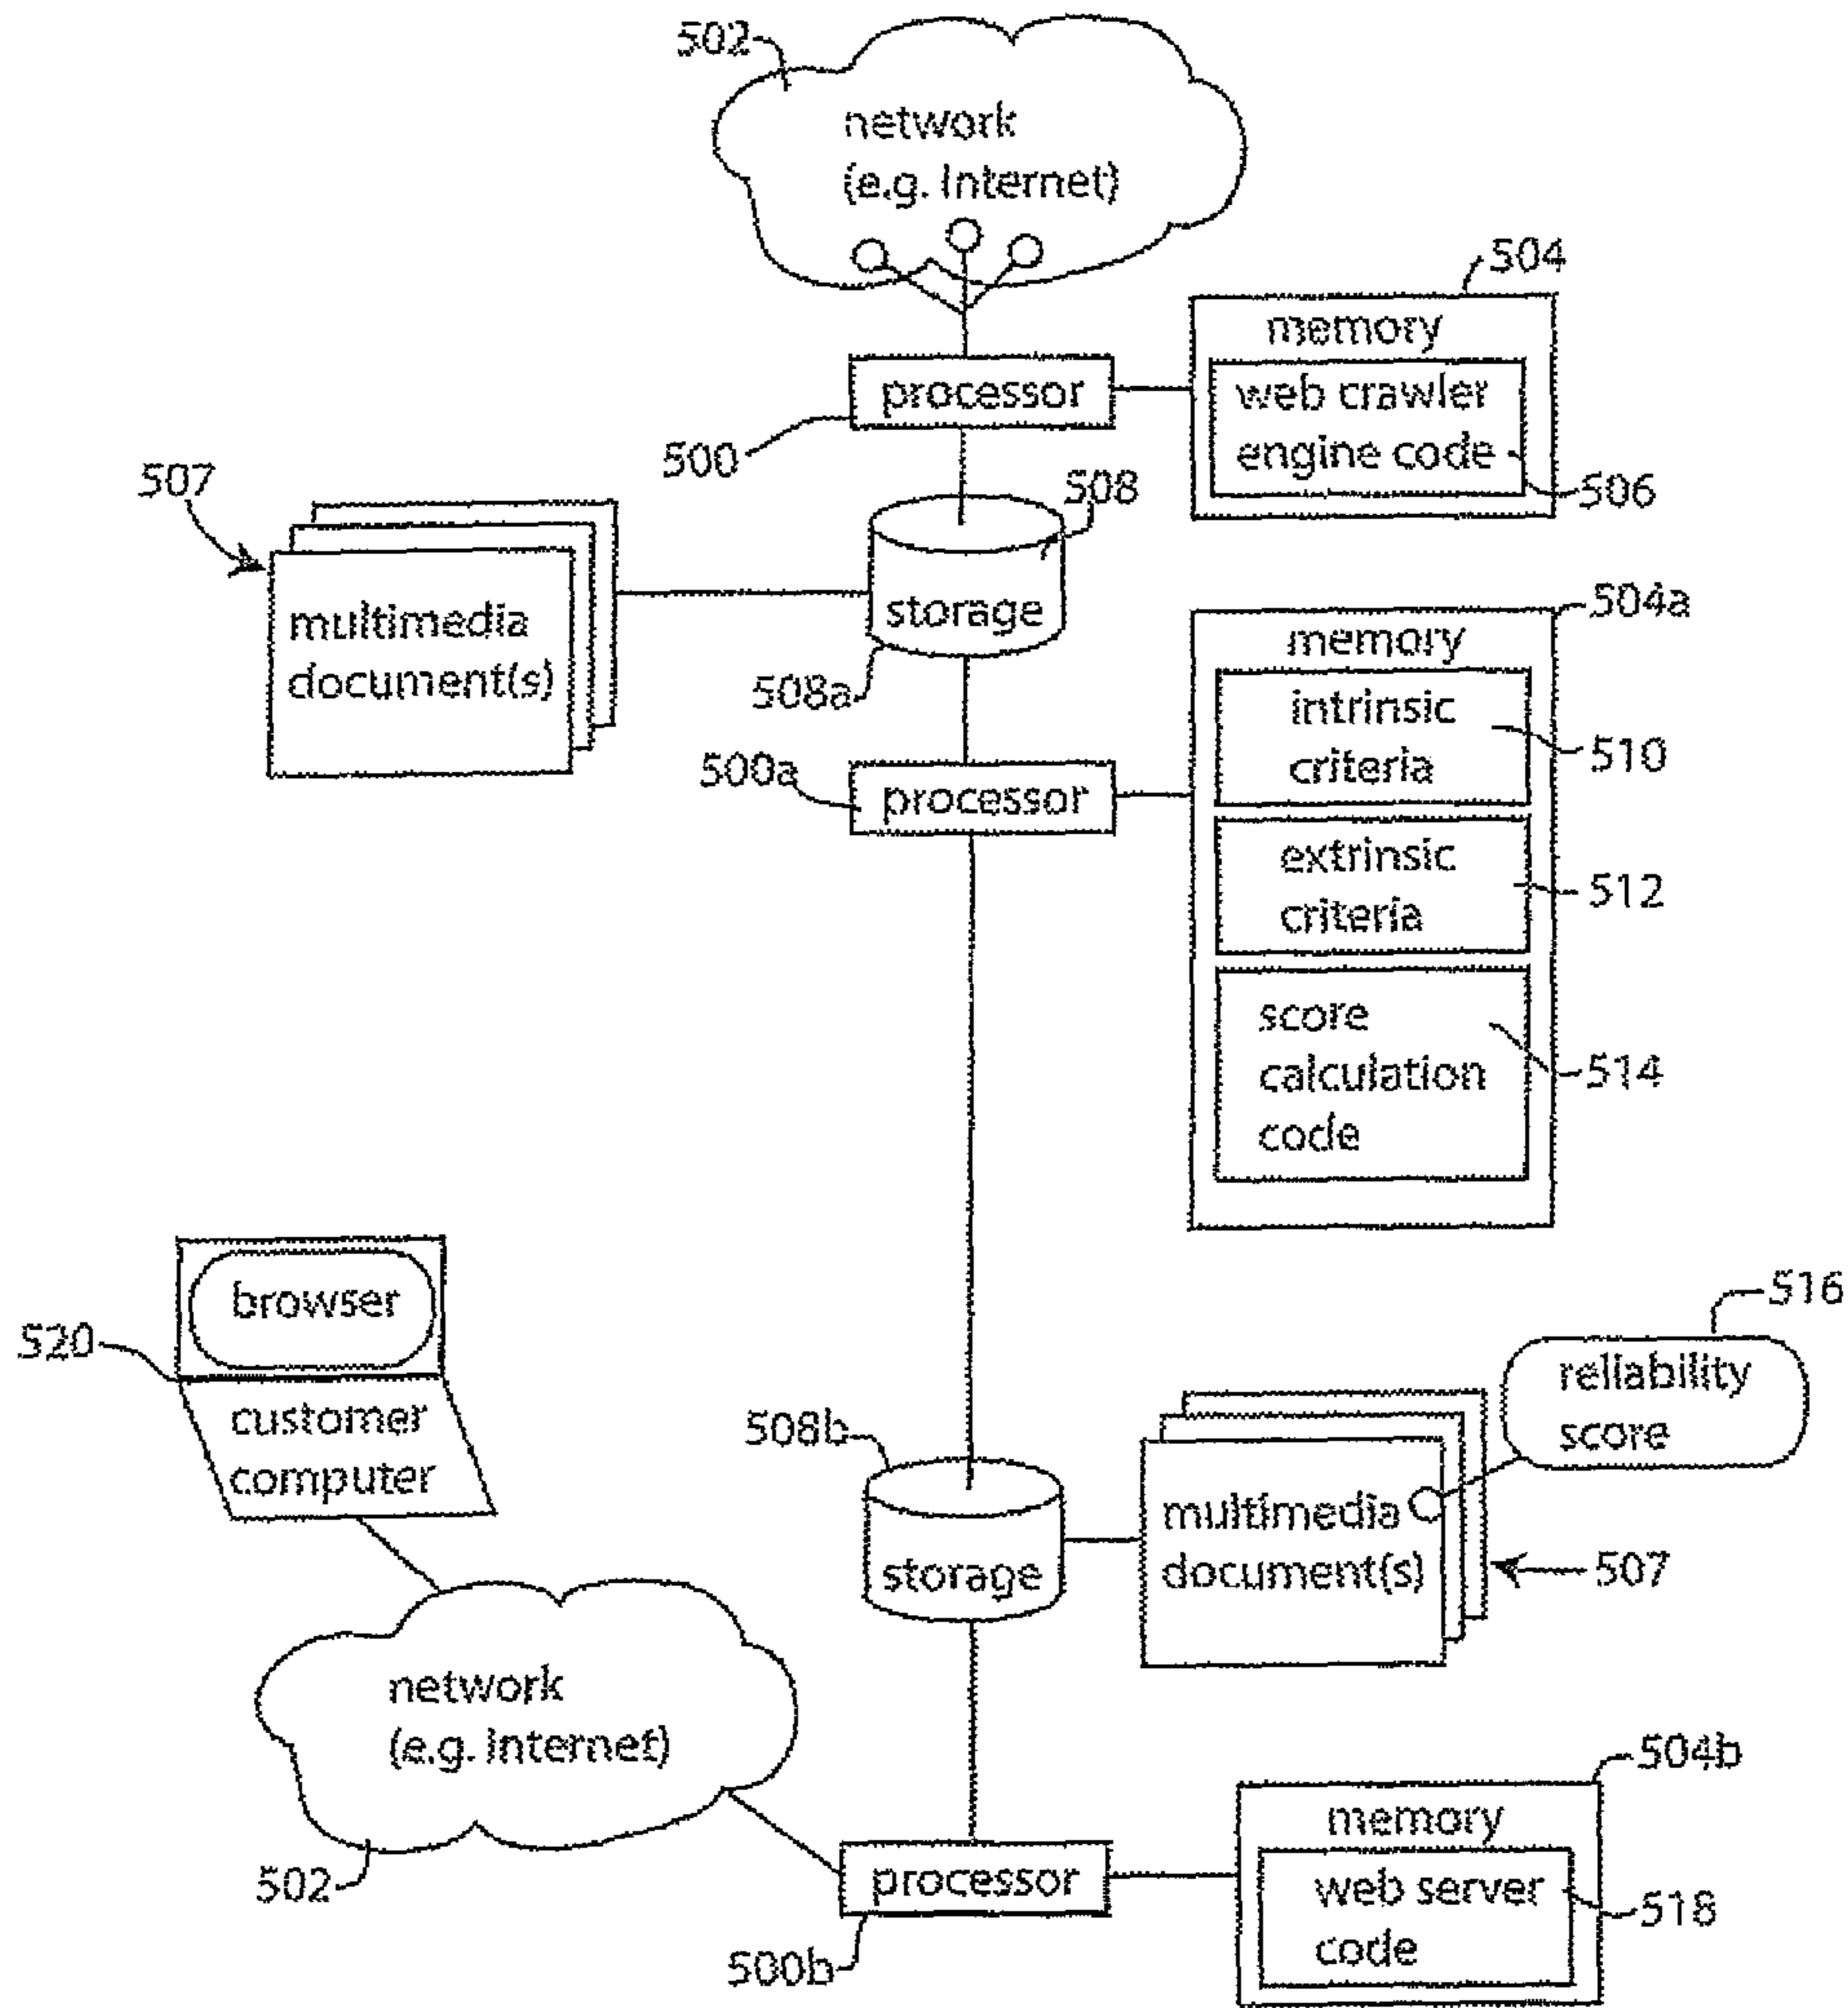 502
network
(e.g. Internet)
504
memory
processor
web crawler
engine code
500
506
507
508
storage
multimedia
document(s)
508a
504a
memory
intrinsic
criteria
510
500a
processor
extrinsic
criteria
512
score
calculation
code
514
browser
520
customer
computer
516
reliability
score
508b
storage
multimedia
document(s)
507
network
(e.g. Internet)
502
504b
memory
processor
web server
code
518
500b